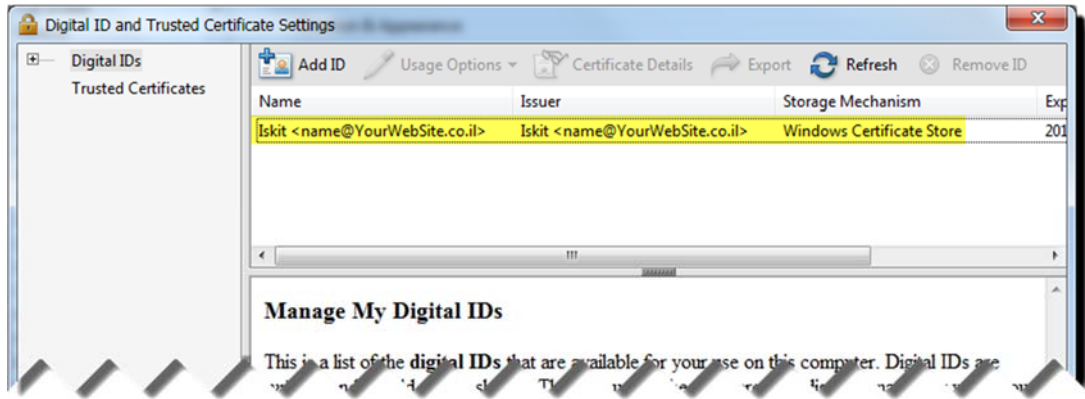 Digital ID and Trusted Certificate Settings
Digital IDs
Trusted Certificates
Add ID Usage Options Certificate Details Export Refresh Remove ID
Name Issuer Storage Mechanism Exp
Iskit <name@YourWebSite.co.il> Iskit <name@YourWebSite.co.il> Windows Certificate Store 201
Manage My Digital IDs
This is a list of the digital IDs that are available for your use on this computer. Digital IDs are